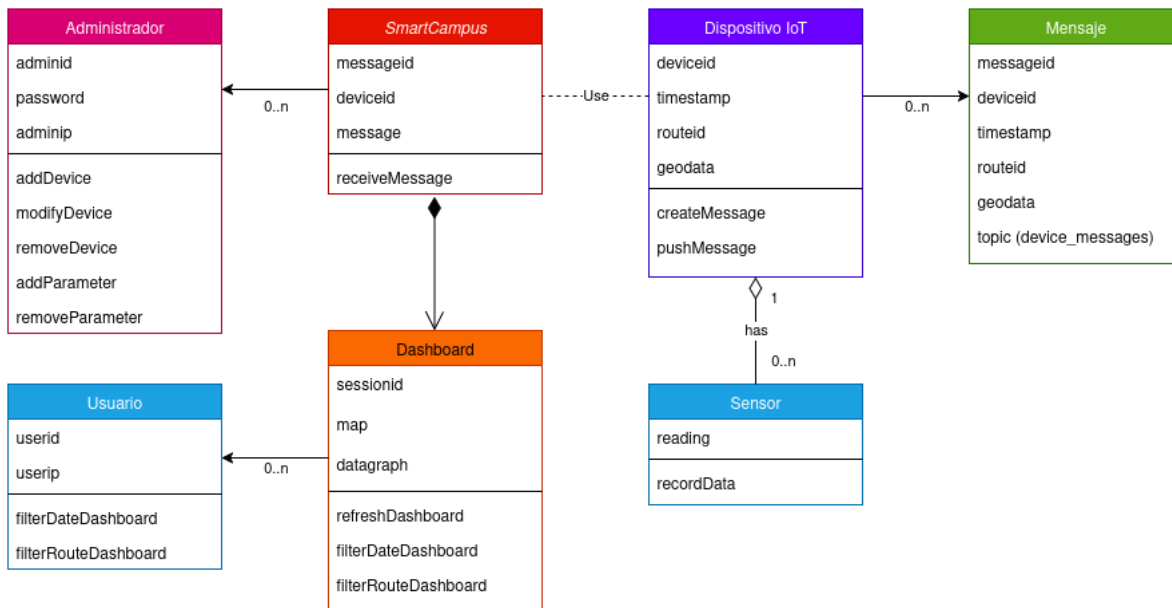 Administrador
adminid
password
adminip
addDevice
modifyDevice
removeDevice
addParameter
removeParameter
0..n
SmartCampus
messageid
deviceid
message
receiveMessage
Use
Dispositivo IoT
deviceid
timestamp
routeid
geodata
createMessage
pushMessage
0..n
Mensaje
messageid
deviceid
timestamp
routeid
geodata
topic (device_messages)
1
has
0..n
Usuario
userid
userip
filterDateDashboard
filterRouteDashboard
0..n
Dashboard
sessionid
map
datagraph
refreshDashboard
filterDateDashboard
filterRouteDashboard
Sensor
reading
recordData